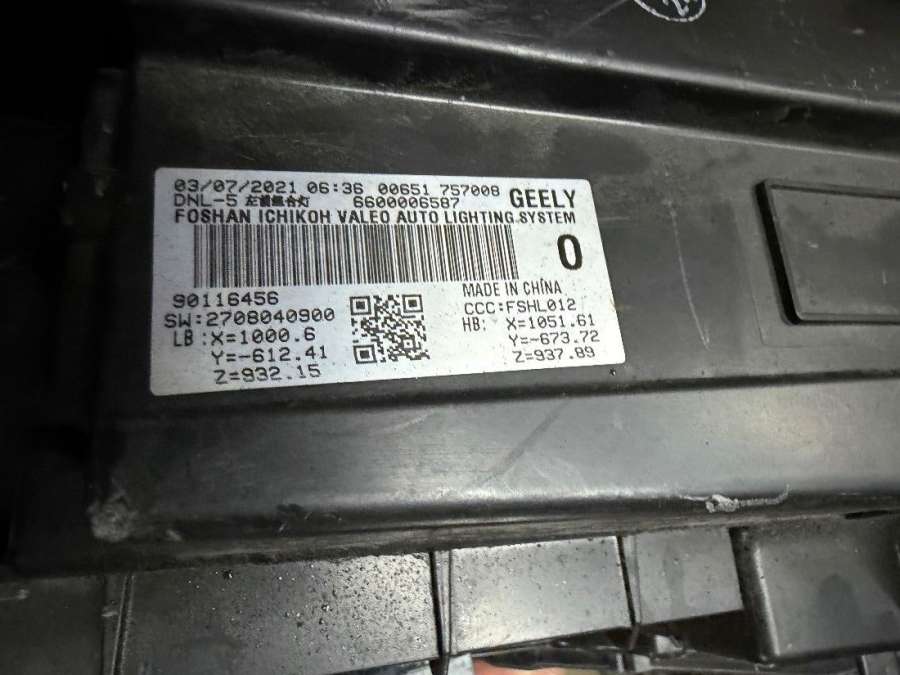 03/07/2021 06:36 00651 757008
DNL-5 左前组合灯 6600006587 GEELY
FOSHAN ICHIKOH VALEO AUTO LIGHTING SYSTEM
0
MADE IN CHINA
90116456
CCC:FSHL012
SW:2708040900
HB: X=1051.61
LB:X=1000.6
Y=-673.72
Y=-612.41
Z=937.89
Z=932.15